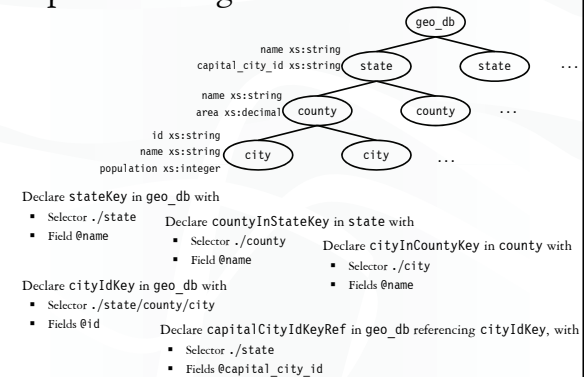 geo_db
name xs:string
capital_city_id xs:string state state ...
name xs:string
area xs:decimal county county ...
id xs:string
name xs:string city city ...
population xs:integer
Declare stateKey in geo_db with
▪ Selector ./state
▪ Field @name
Declare countyInStateKey in state with
▪ Selector ./county
▪ Field @name
Declare cityInCountyKey in county with
▪ Selector ./city
▪ Fields @name
Declare cityIdKey in geo_db with
▪ Selector ./state/county/city
▪ Fields @id
Declare capitalCityIdKeyRef in geo_db referencing cityIdKey, with
▪ Selector ./state
▪ Fields @capital_city_id